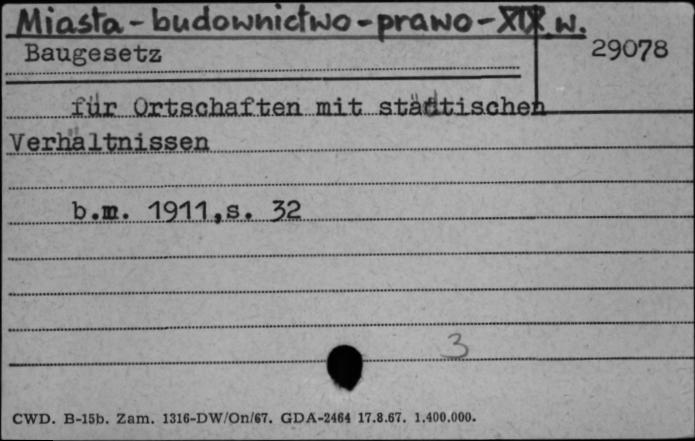 Miasta - budownictwo - prawo - XIX w.
Baugesetz 29078
für Ortschaften mit städtischen
Verhältnissen
b.m. 1911,s. 32
3
CWD. B-15b. Zam. 1316-DW/On/67. GDA-2464 17.8.67. 1.400.000.